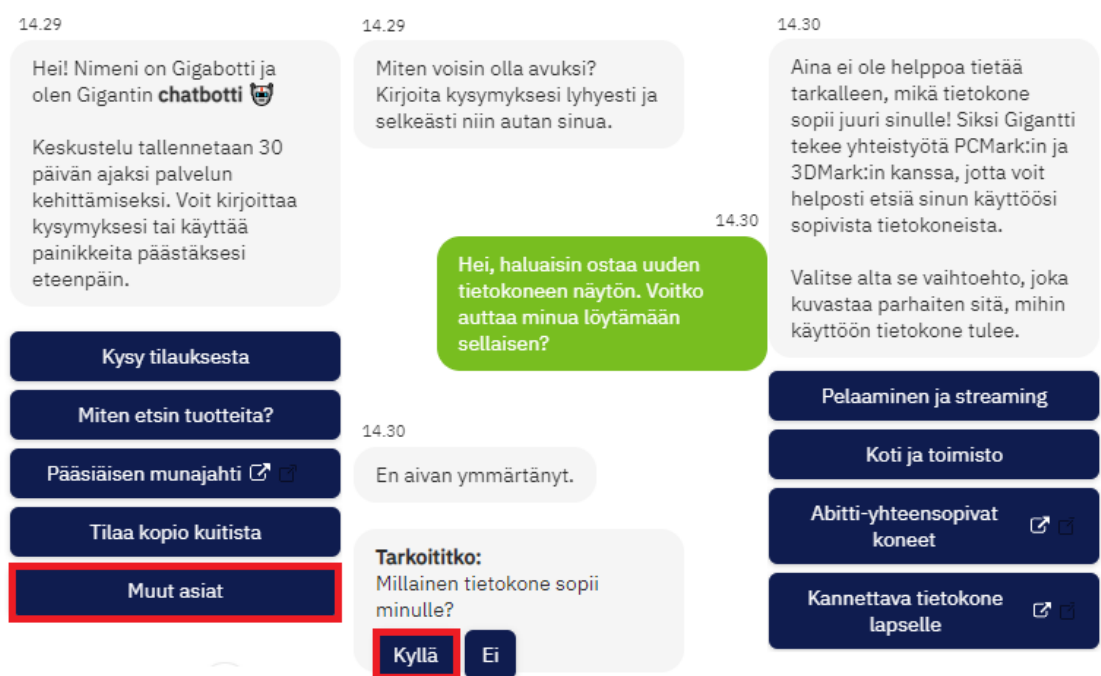 14.29
Hei! Nimeni on Gigabotti ja
olen Gigantin chatbotti
Keskustelu tallennetaan 30
päivän ajaksi palvelun
kehittämiseksi. Voit kirjoittaa
kysymyksesi tai käyttää
painikkeita päästäksesi
eteenpäin.
Kysy tilauksesta
Miten etsin tuotteita?
Pääsiäisen munajahti
Tilaa kopio kuitista
Muut asiat
14.29
Miten voisin olla avuksi?
Kirjoita kysymyksesi lyhyesti ja
selkeästi niin autan sinua.
14.30
Hei, haluaisin ostaa uuden
tietokoneen näytön. Voitko
auttaa minua löytämään
sellaisen?
14.30
En aivan ymmärtänyt.
Tarkoititko:
Millainen tietokone sopii
minulle?
Kyllä
Ei
14.30
Aina ei ole helppoa tietää
tarkalleen, mikä tietokone
sopii juuri sinulle! Siksi Gigantti
tekee yhteistyötä PCMark:in ja
3DMark:in kanssa, jotta voit
helposti etsiä sinun käyttöösi
sopivista tietokoneista.
Valitse alta se vaihtoehto, joka
kuvastaa parhaiten sitä, mihin
käyttöön tietokone tulee.
Pelaaminen ja streaming
Koti ja toimisto
Abitti-yhteensopivat
koneet
Kannettava tietokone
lapselle